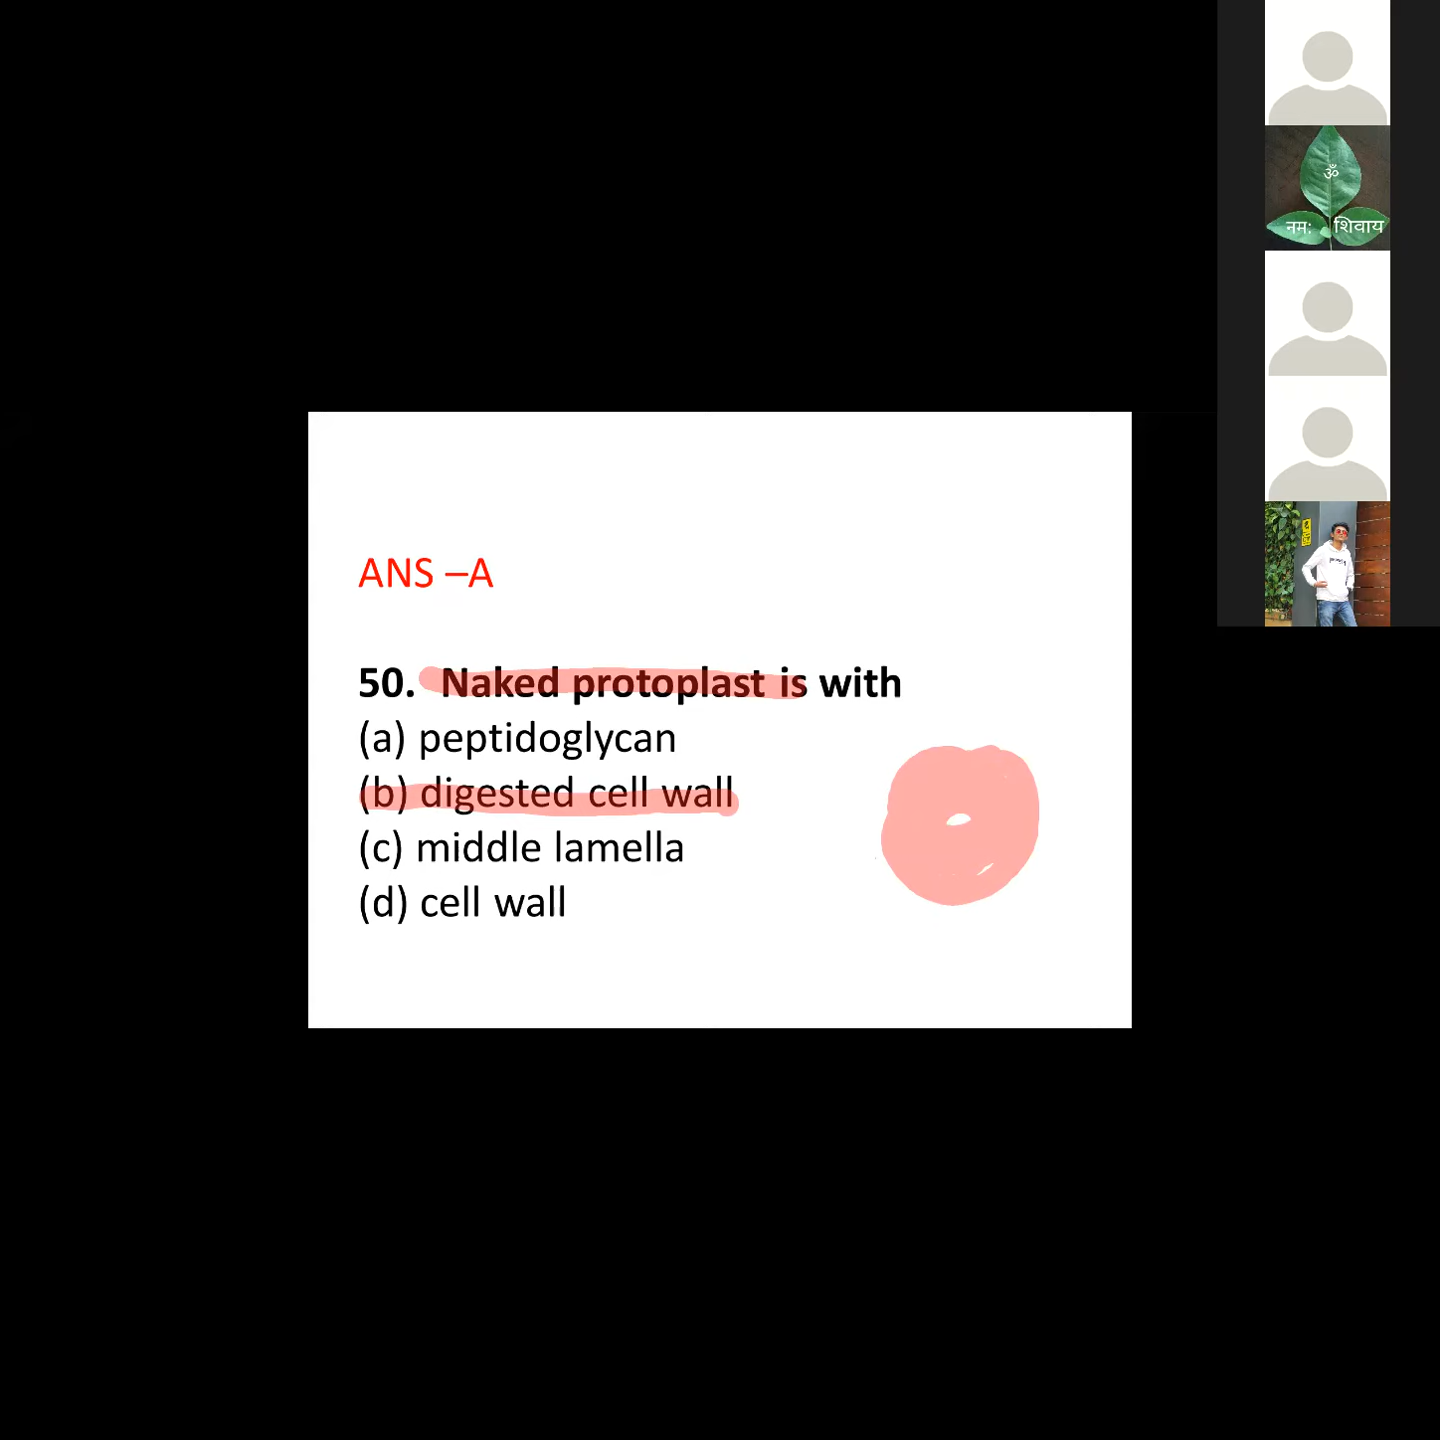 ॐ
नम: शिवाय
ANS –A
50. Naked protoplast is with
(a) peptidoglycan
(b) digested cell wall
(c) middle lamella
(d) cell wall